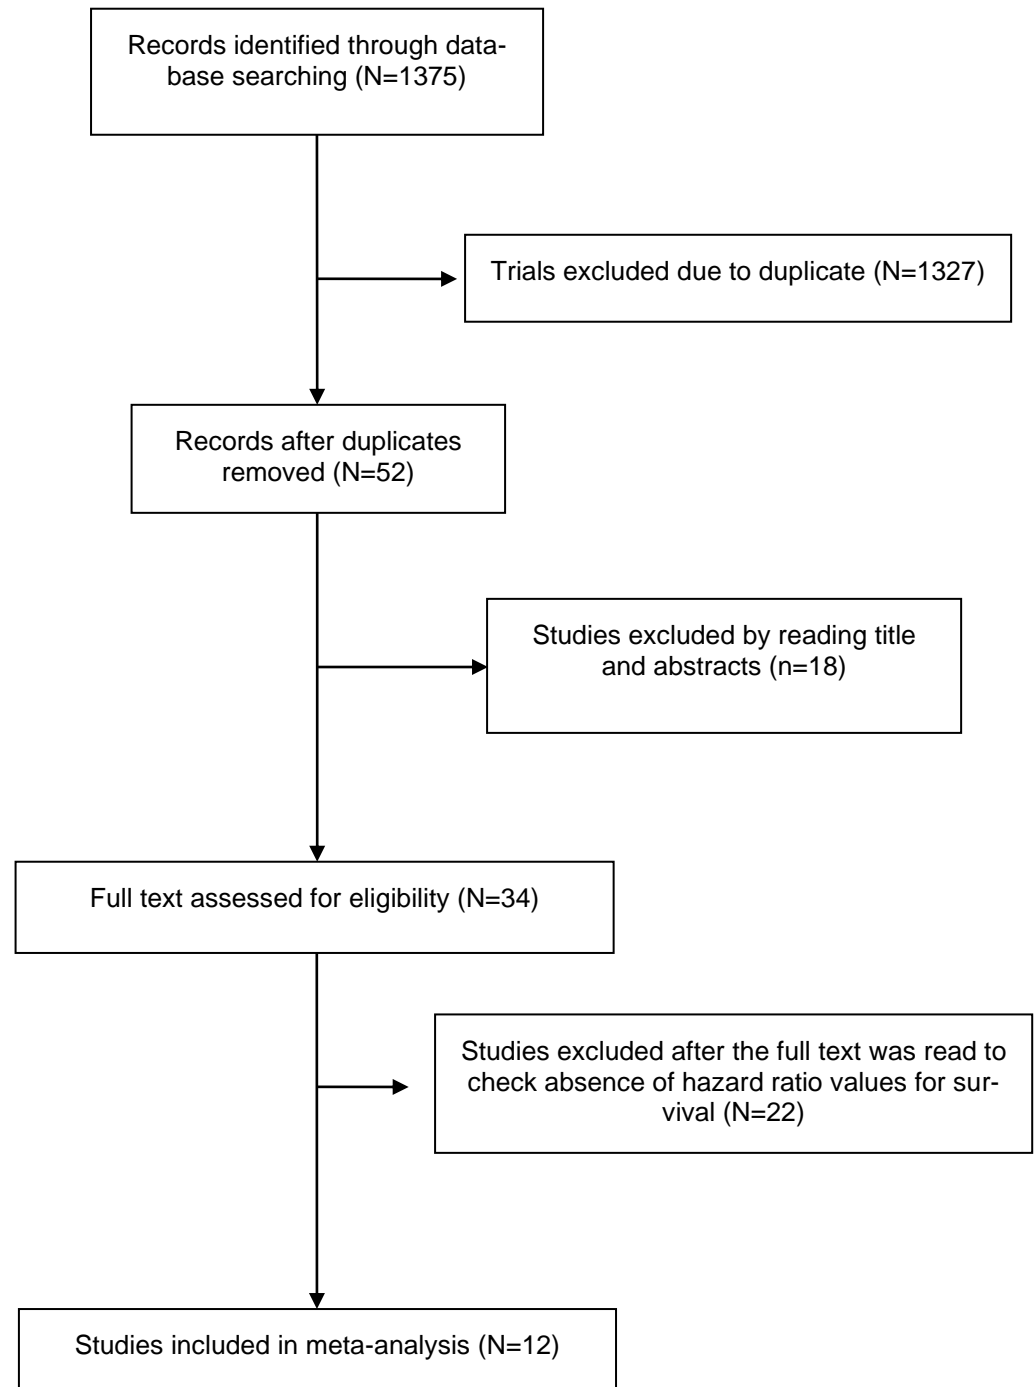 Records identified through data-
base searching (N=1375)
Trials excluded due to duplicate (N=1327)
Records after duplicates
removed (N=52)
Studies excluded by reading title
and abstracts (n=18)
Full text assessed for eligibility (N=34)
Studies excluded after the full text was read to
check absence of hazard ratio values for sur-
vival (N=22)
Studies included in meta-analysis (N=12)